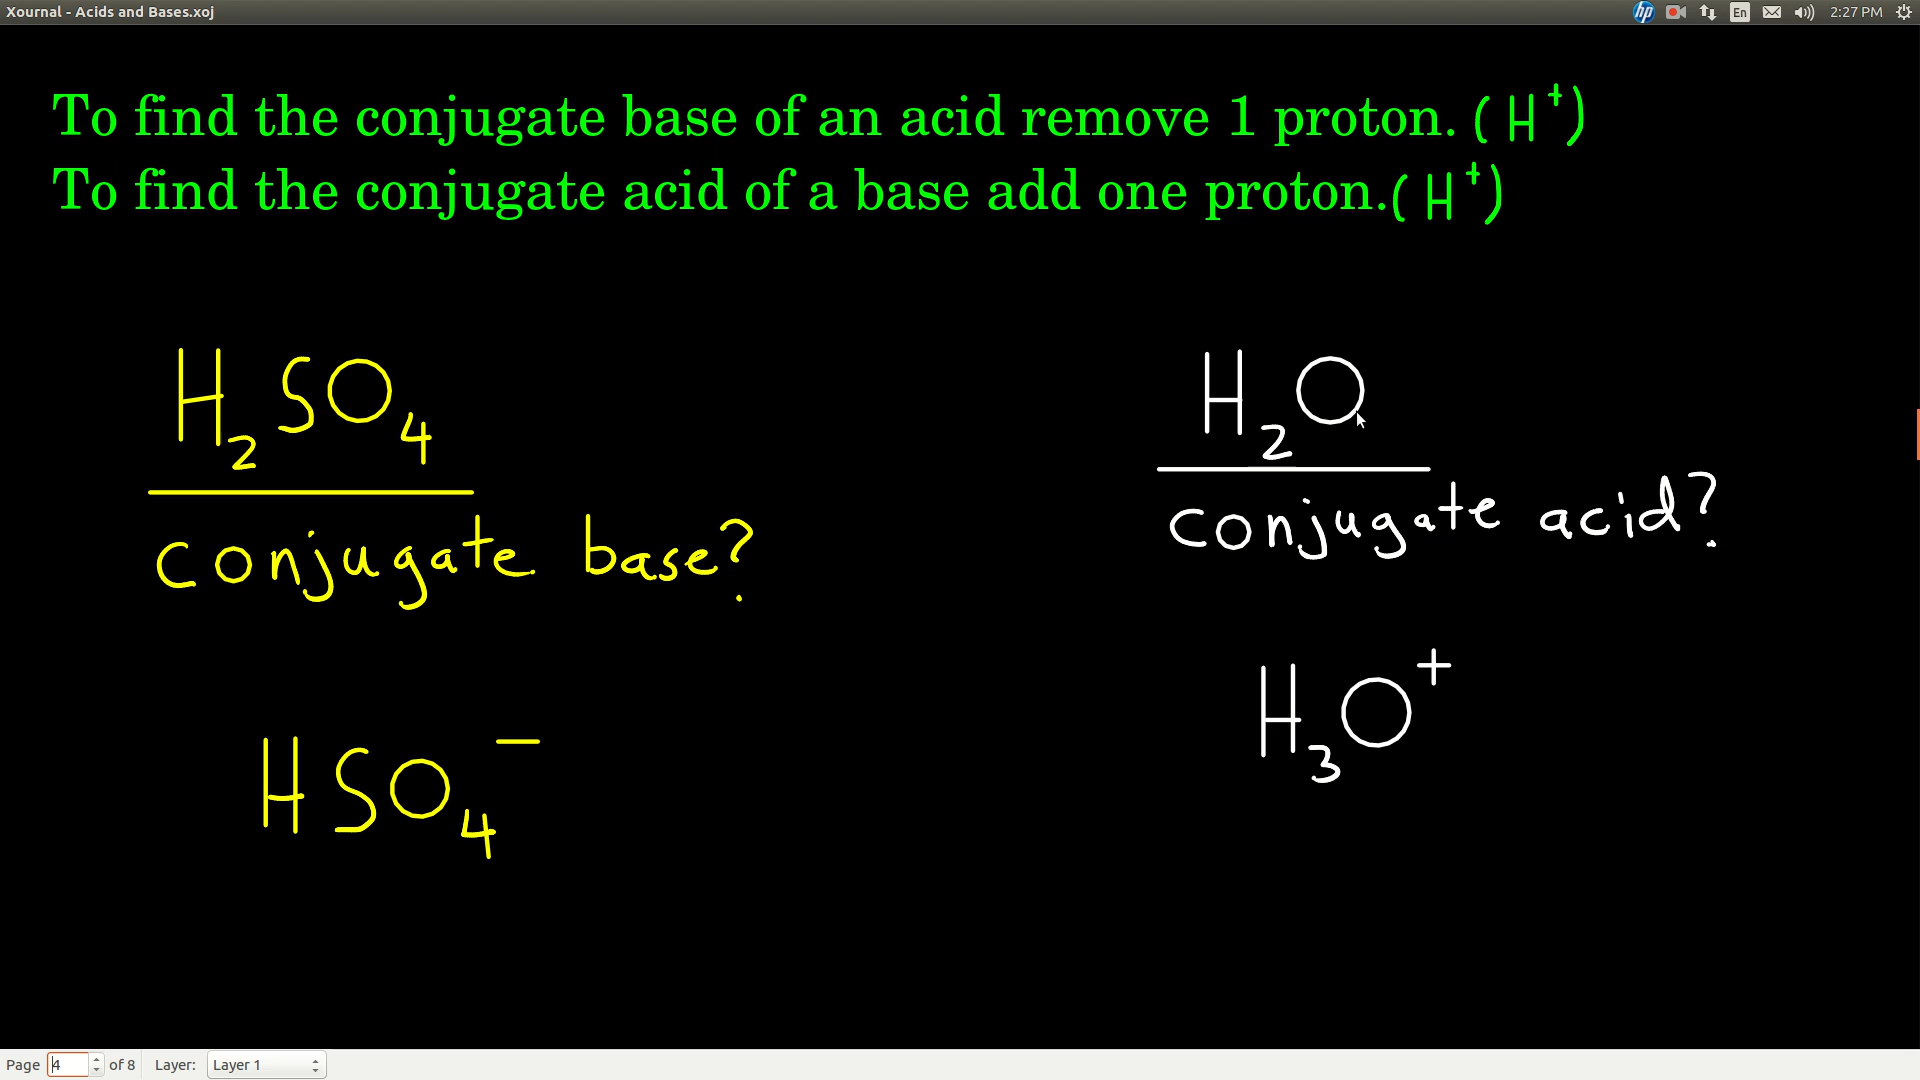 Xournal - Acids and Bases.xoj
hp En 2:27 PM
To find the conjugate base of an acid remove 1 proton. (H⁺)
To find the conjugate acid of a base add one proton.(H⁺)
H₂SO₄
conjugate base?
HSO₄⁻
H₂O
conjugate acid?
H₃O⁺
Page 4 of 8 Layer: Layer 1